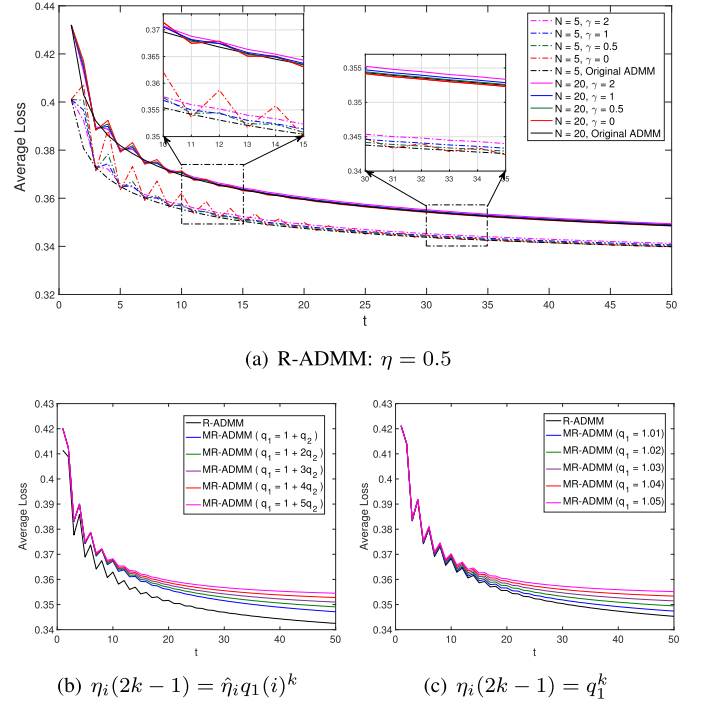 0.44
0.42
0.4
0.38
0.36
0.34
0.32
Average Loss
0 5 10 15 20 25 30 35 40 45 50
t
0.37
0.365
0.36
0.355
0.35
10 11 12 13 14 15
0.355
0.35
0.345
0.34
30 31 32 33 34 35
N = 5, γ = 2
N = 5, γ = 1
N = 5, γ = 0.5
N = 5, γ = 0
N = 5, Original ADMM
N = 20, γ = 2
N = 20, γ = 1
N = 20, γ = 0.5
N = 20, γ = 0
N = 20, Original ADMM
(a) R-ADMM: η = 0.5
0.43
0.42
0.41
0.4
0.39
0.38
0.37
0.36
0.35
0.34
Average Loss
0 10 20 30 40 50
t
R-ADMM
MR-ADMM ( q₁ = 1 + q₂)
MR-ADMM ( q₁ = 1 + 2q₂)
MR-ADMM ( q₁ = 1 + 3q₂)
MR-ADMM ( q₁ = 1 + 4q₂)
MR-ADMM ( q₁ = 1 + 5q₂)
(b) ηᵢ(2k − 1) = η̂ᵢq₁(i)ᵏ
0.43
0.42
0.41
0.4
0.39
0.38
0.37
0.36
0.35
0.34
Average Loss
0 10 20 30 40 50
t
R-ADMM
MR-ADMM (q₁ = 1.01)
MR-ADMM (q₁ = 1.02)
MR-ADMM (q₁ = 1.03)
MR-ADMM (q₁ = 1.04)
MR-ADMM (q₁ = 1.05)
(c) ηᵢ(2k − 1) = q₁ᵏ